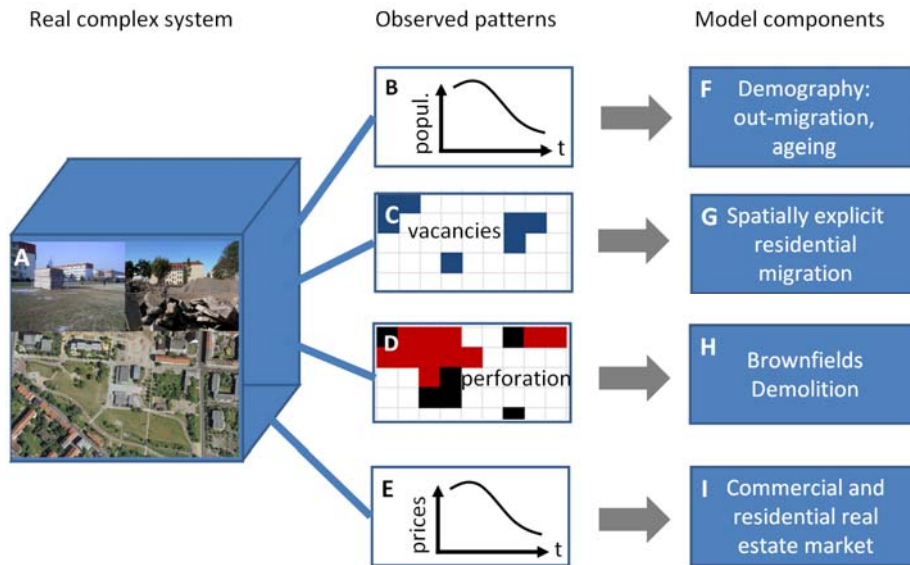 Real complex system
Observed patterns
Model components
A
B
popul.
t
C
vacancies
D
perforation
E
prices
t
F
Demography:
out-migration,
ageing
G
Spatially explicit
residential
migration
H
Brownfields
Demolition
I
Commercial and
residential real
estate market